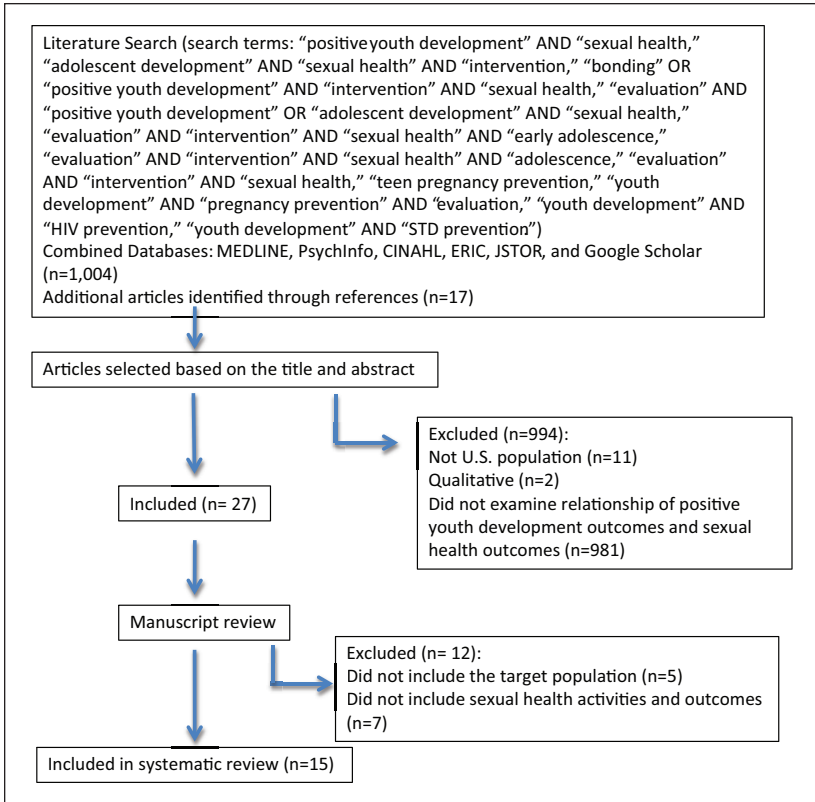 Literature Search (search terms: “positive youth development” AND “sexual health,”
“adolescent development” AND “sexual health” AND “intervention,” “bonding” OR
“positive youth development” AND “intervention” AND “sexual health,” “evaluation” AND
“positive youth development” OR “adolescent development” AND “sexual health,”
“evaluation” AND “intervention” AND “sexual health” AND “early adolescence,”
“evaluation” AND “intervention” AND “sexual health” AND “adolescence,” “evaluation”
AND “intervention” AND “sexual health,” “teen pregnancy prevention,” “youth
development” AND “pregnancy prevention” AND “evaluation,” “youth development” AND
“HIV prevention,” “youth development” AND “STD prevention”)
Combined Databases: MEDLINE, PsychInfo, CINAHL, ERIC, JSTOR, and Google Scholar
(n=1,004)
Additional articles identified through references (n=17)
Articles selected based on the title and abstract
Excluded (n=994):
Not U.S. population (n=11)
Qualitative (n=2)
Did not examine relationship of positive
youth development outcomes and sexual
health outcomes (n=981)
Included (n= 27)
Manuscript review
Excluded (n= 12):
Did not include the target population (n=5)
Did not include sexual health activities and outcomes
(n=7)
Included in systematic review (n=15)